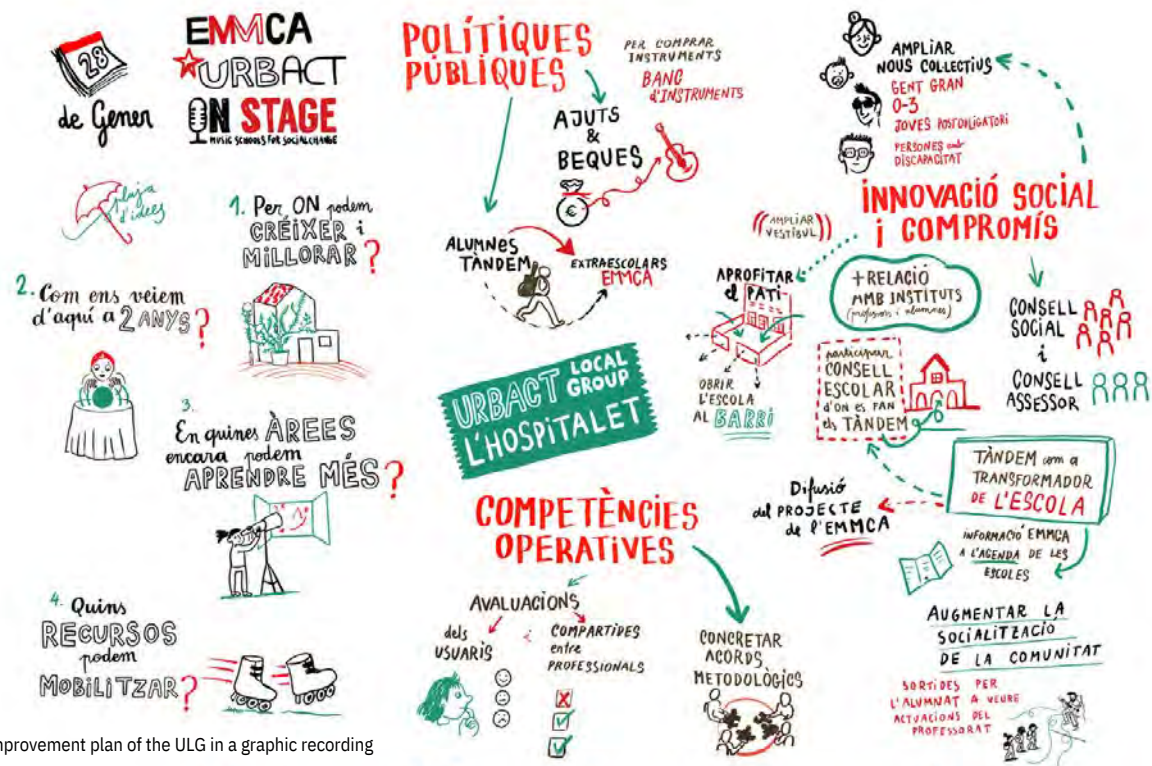 28
de Gener
EMMCA
URBACT
ON STAGE
MUSIC SCHOOLS FOR SOCIAL CHANGE
pluja
d'idees
1. Per ON podem
CRÉIXER i
MILLORAR?
2. Com ens veiem
d'aquí a 2 ANYS?
3.
En quines ÀREES
encara podem
APRENDRE MÉS?
4. Quins
RECURSOS
podem
MOBILITZAR?
POLÍTIQUES
PÚBLIQUES
PER COMPRAR
INSTRUMENTS
BANC
d'INSTRUMENTS
AJUTS
&
BEQUES
€
ALUMNES
TÀNDEM
EXTRAESCOLARS
EMMCA
URBACT LOCAL
GROUP
L'HOSPITALET
COMPETÈNCIES
OPERATIVES
AVALUACIONS
dels
USUARIS
i
COMPARTIDES
entre
PROFESSIONALS
CONCRETAR
ACORDS
METODOLÒGICS
AMPLIAR
NOUS COLLECTIUS
GENT GRAN
0-3
JOVES POSTOBLIGATORI
PERSONES amb
DISCAPACITAT
INNOVACIÓ SOCIAL
i COMPROMÍS
((AMPLIAR
VESTÍBUL))
APROFITAR
el PATI
OBRIR
L'ESCOLA
AL BARRI
+ RELACIÓ
AMB INSTITUTS
(professors i alumnes)
participar
CONSELL
ESCOLAR
d'ON es FAN
els TÀNDEM
CONSELL
SOCIAL
i
CONSELL
ASSESSOR
TÀNDEM com a
TRANSFORMADOR
DE L'ESCOLA
Difusió
del PROJECTE
de l'EMMCA
INFORMACIÓ EMMCA
A L'AGENDA DE LES
ESCOLES
AUGMENTAR LA
SOCIALITZACIÓ
DE LA COMUNITAT
SORTIDES PER
L'ALUMNAT A VEURE
ACTUACIONS DEL
PROFESSORAT
mprovement plan of the ULG in a graphic recording